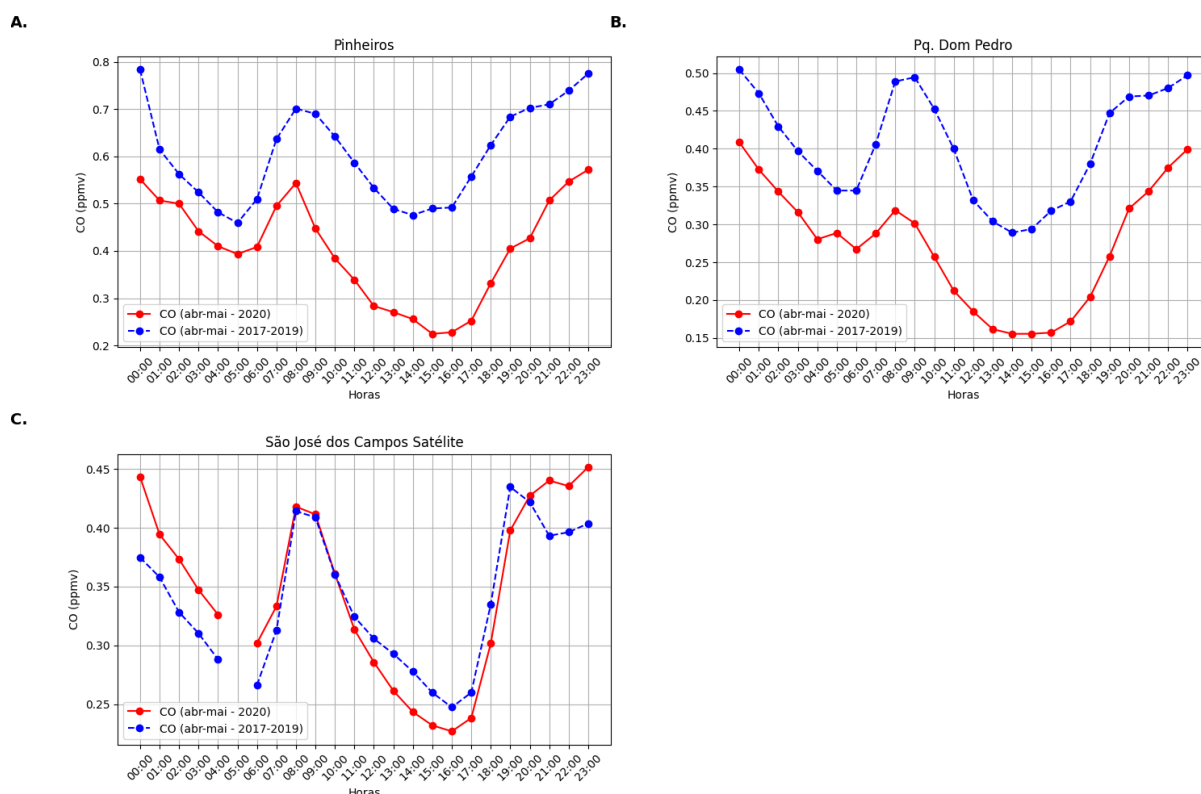 A.
Pinheiros
0.8
0.7
0.6
0.5
0.4
0.3
0.2
CO (ppmv)
CO (abr-mai - 2020)
CO (abr-mai - 2017-2019)
00:00 01:00 02:00 03:00 04:00 05:00 06:00 07:00 08:00 09:00 10:00 11:00 12:00 13:00 14:00 15:00 16:00 17:00 18:00 19:00 20:00 21:00 22:00 23:00
Horas
B.
Pq. Dom Pedro
0.50
0.45
0.40
0.35
0.30
0.25
0.20
0.15
CO (ppmv)
CO (abr-mai - 2020)
CO (abr-mai - 2017-2019)
00:00 01:00 02:00 03:00 04:00 05:00 06:00 07:00 08:00 09:00 10:00 11:00 12:00 13:00 14:00 15:00 16:00 17:00 18:00 19:00 20:00 21:00 22:00 23:00
Horas
C.
São José dos Campos Satélite
0.45
0.40
0.35
0.30
0.25
CO (ppmv)
CO (abr-mai - 2020)
CO (abr-mai - 2017-2019)
00:00 01:00 02:00 03:00 04:00 05:00 06:00 07:00 08:00 09:00 10:00 11:00 12:00 13:00 14:00 15:00 16:00 17:00 18:00 19:00 20:00 21:00 22:00 23:00
Horas